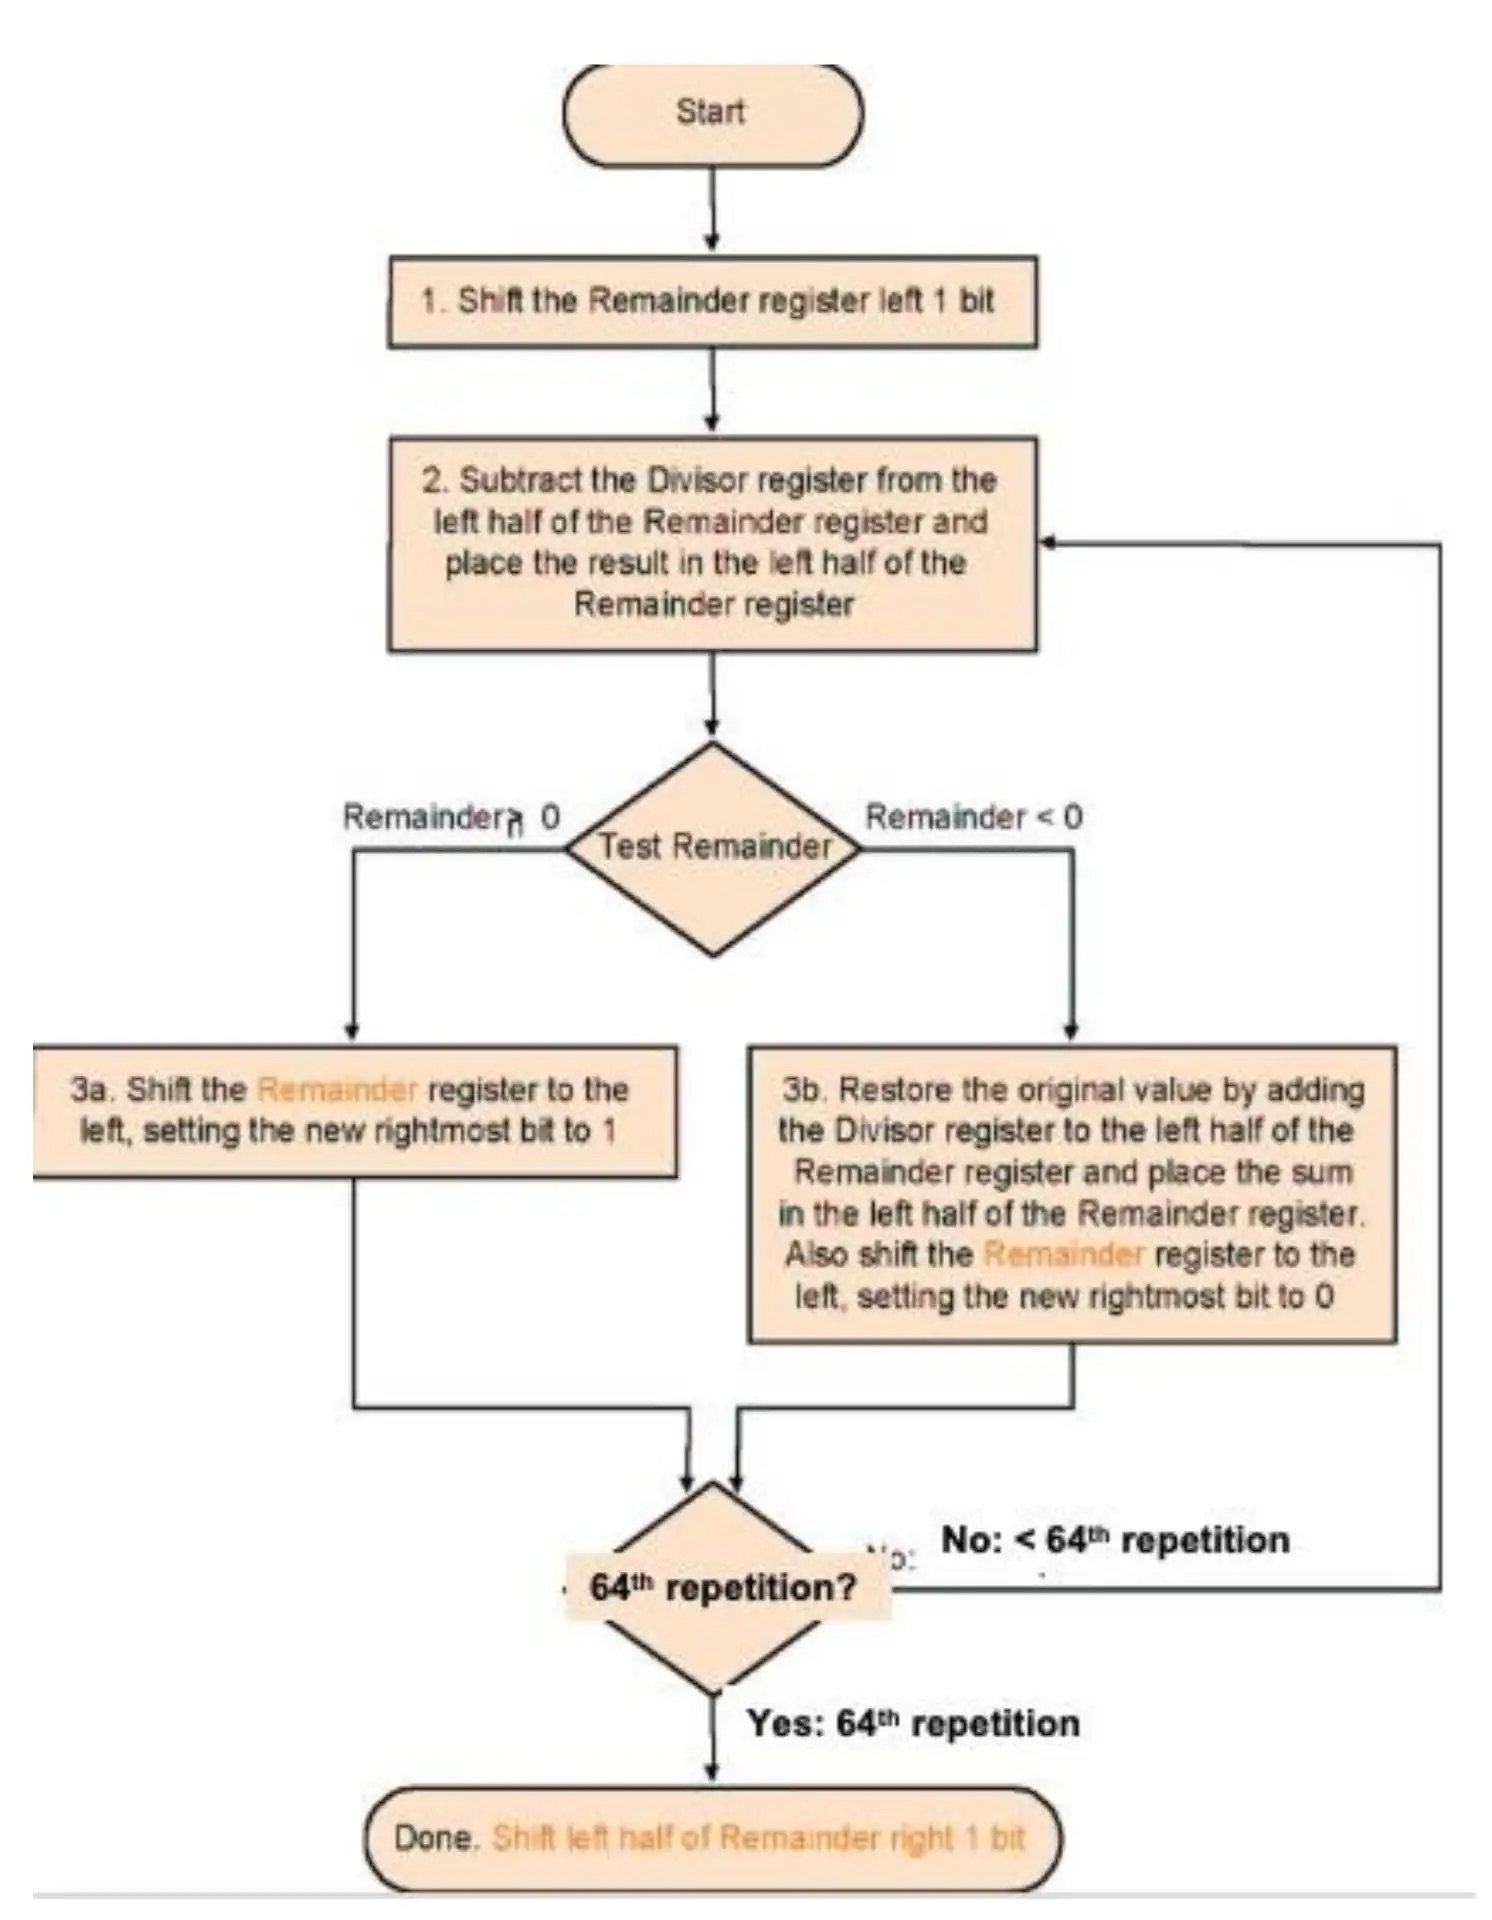 Start
1. Shift the Remainder register left 1 bit
2. Subtract the Divisor register from the
left half of the Remainder register and
place the result in the left half of the
Remainder register
Remainder ≥ 0
Test Remainder
Remainder < 0
3a. Shift the Remainder register to the
left, setting the new rightmost bit to 1
3b. Restore the original value by adding
the Divisor register to the left half of the
Remainder register and place the sum
in the left half of the Remainder register.
Also shift the Remainder register to the
left, setting the new rightmost bit to 0
No:
No: < 64th repetition
64th repetition?
Yes: 64th repetition
Done. Shift left half of Remainder right 1 bit